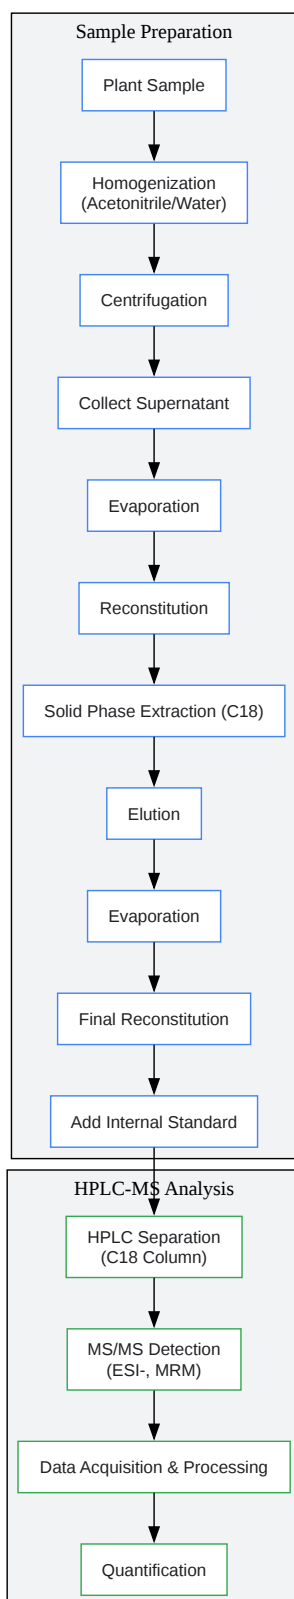 Sample Preparation
Plant Sample
Homogenization
(Acetonitrile/Water)
Centrifugation
Collect Supernatant
Evaporation
Reconstitution
Solid Phase Extraction (C18)
Elution
Evaporation
Final Reconstitution
Add Internal Standard
HPLC-MS Analysis
HPLC Separation
(C18 Column)
MS/MS Detection
(ESI-, MRM)
Data Acquisition & Processing
Quantification